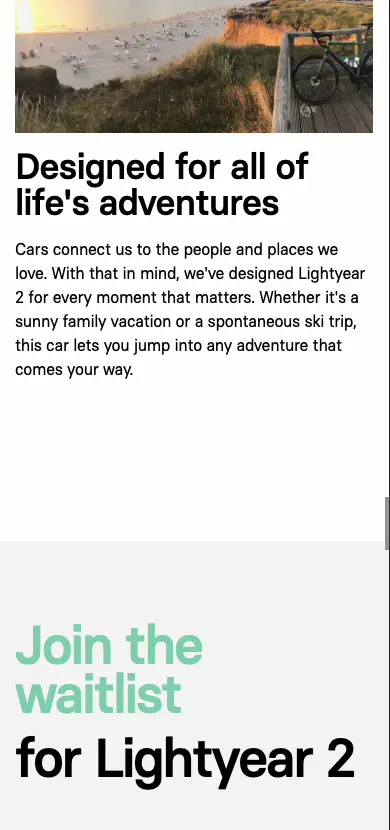 Designed for all of
life's adventures
Cars connect us to the people and places we
love. With that in mind, we've designed Lightyear
2 for every moment that matters. Whether it's a
sunny family vacation or a spontaneous ski trip,
this car lets you jump into any adventure that
comes your way.
Join the
waitlist
for Lightyear 2